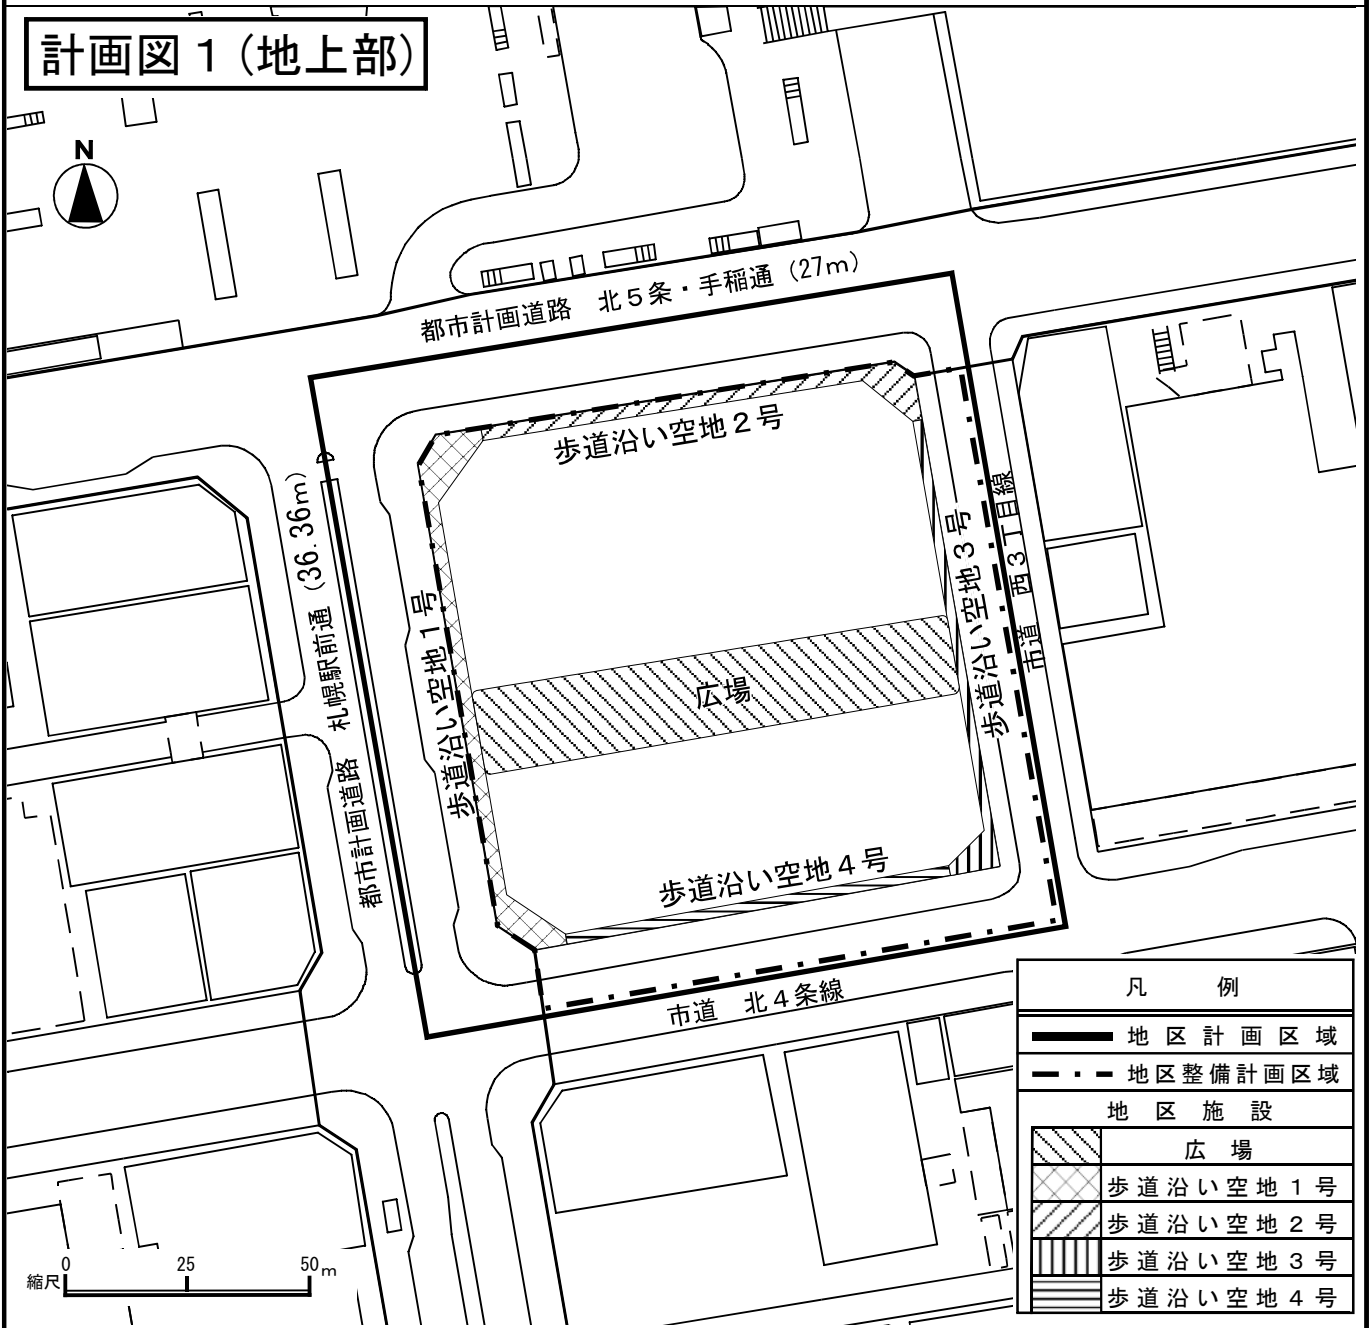 計画図１(地上部)
N
都市計画道路　北５条・手稲通（27m）
歩道沿い空地２号
都市計画道路　札幌駅前通（36.36m）
歩道沿い空地１号
広場
歩道沿い空地３号
市道　西３丁目線
歩道沿い空地４号
市道　北４条線
縮尺
0 25 50m
凡　例
地区計画区域
地区整備計画区域
地区施設
広場
歩道沿い空地１号
歩道沿い空地２号
歩道沿い空地３号
歩道沿い空地４号